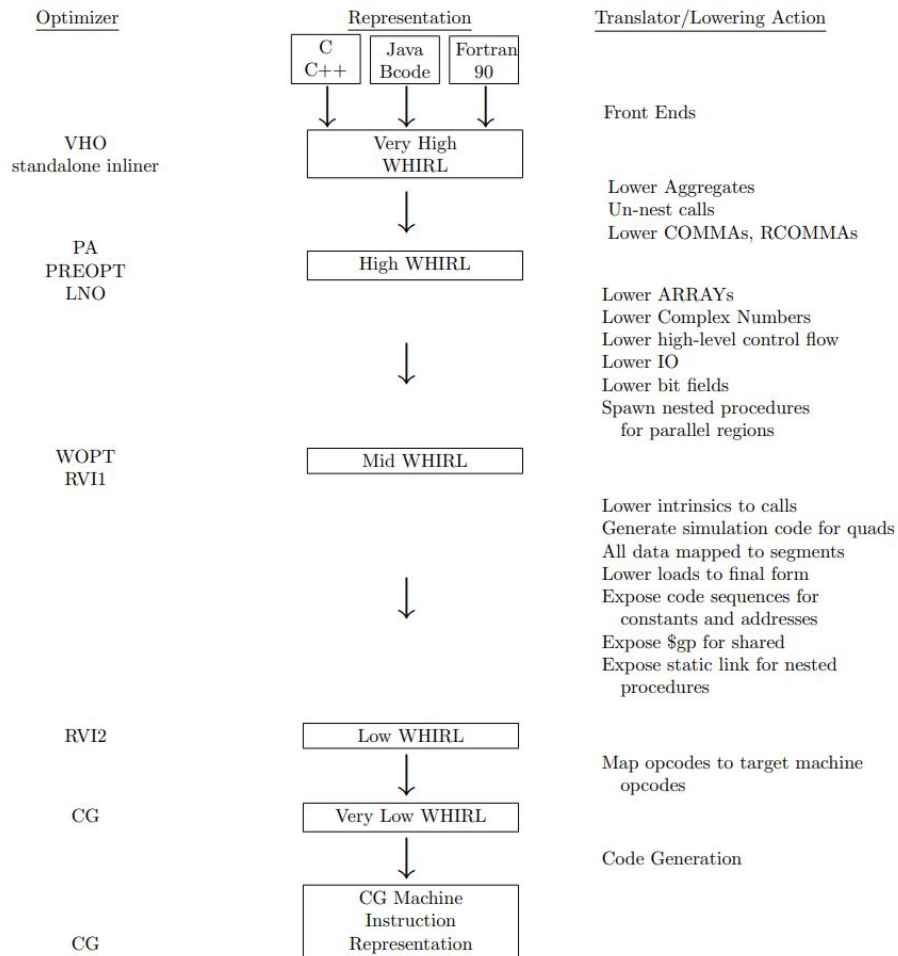 Optimizer
Representation
Translator/Lowering Action
C
C++
Java
Bcode
Fortran
90
Front Ends
VHO
standalone inliner
Very High
WHIRL
Lower Aggregates
Un-nest calls
Lower COMMAs, RCOMMAs
PA
PREOPT
LNO
High WHIRL
Lower ARRAYs
Lower Complex Numbers
Lower high-level control flow
Lower IO
Lower bit fields
Spawn nested procedures
for parallel regions
WOPT
RVI1
Mid WHIRL
Lower intrinsics to calls
Generate simulation code for quads
All data mapped to segments
Lower loads to final form
Expose code sequences for
constants and addresses
Expose $gp for shared
Expose static link for nested
procedures
RVI2
Low WHIRL
Map opcodes to target machine
opcodes
CG
Very Low WHIRL
Code Generation
CG Machine
Instruction
Representation
CG